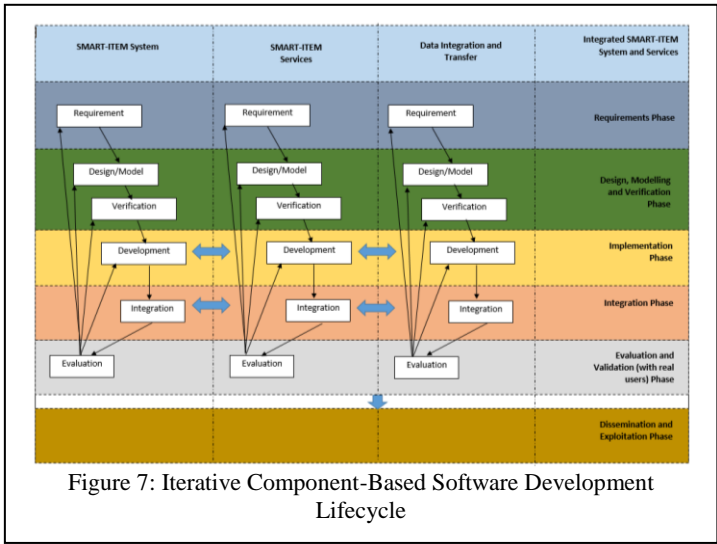 SMART-ITEM System
SMART-ITEM
Services
Data Integration and
Transfer
Integrated SMART-ITEM
System and Services
Requirement
Requirement
Requirement
Requirements Phase
Design/Model
Design/Model
Design/Model
Design, Modelling
and Verification
Phase
Verification
Verification
Verification
Development
Development
Development
Implementation
Phase
Integration
Integration
Integration
Integration Phase
Evaluation
Evaluation
Evaluation
Evaluation and
Validation (with real
users) Phase
Dissemination and
Exploitation Phase
Figure 7: Iterative Component-Based Software Development
Lifecycle